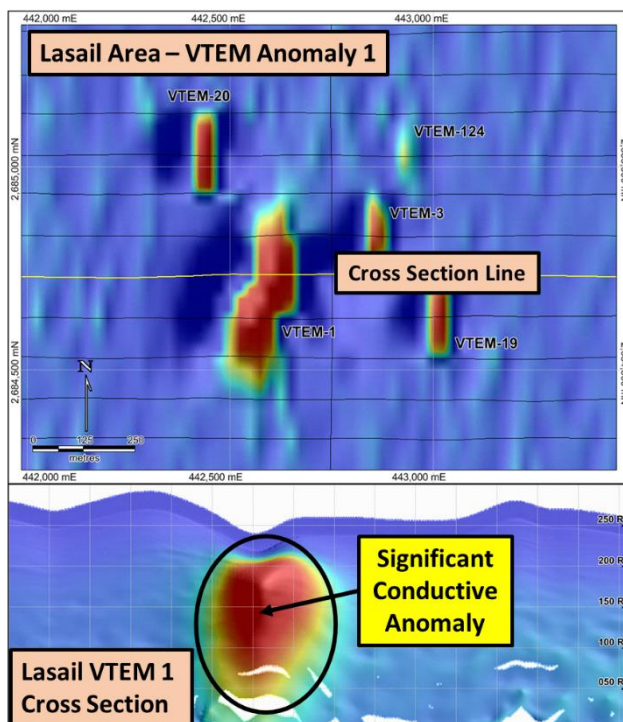 442,000 mE
442,500 mE
443,000 mE
Lasail Area – VTEM Anomaly 1
VTEM-20
VTEM-124
2,685,000 mN
VTEM-3
Cross Section Line
VTEM-1
VTEM-19
2,684,500 mN
N
0 125 250
metres
442,000 mE
442,500 mE
443,000 mE
250 R
200 R
150 R
100 R
050 R
Significant
Conductive
Anomaly
Lasail VTEM 1
Cross Section